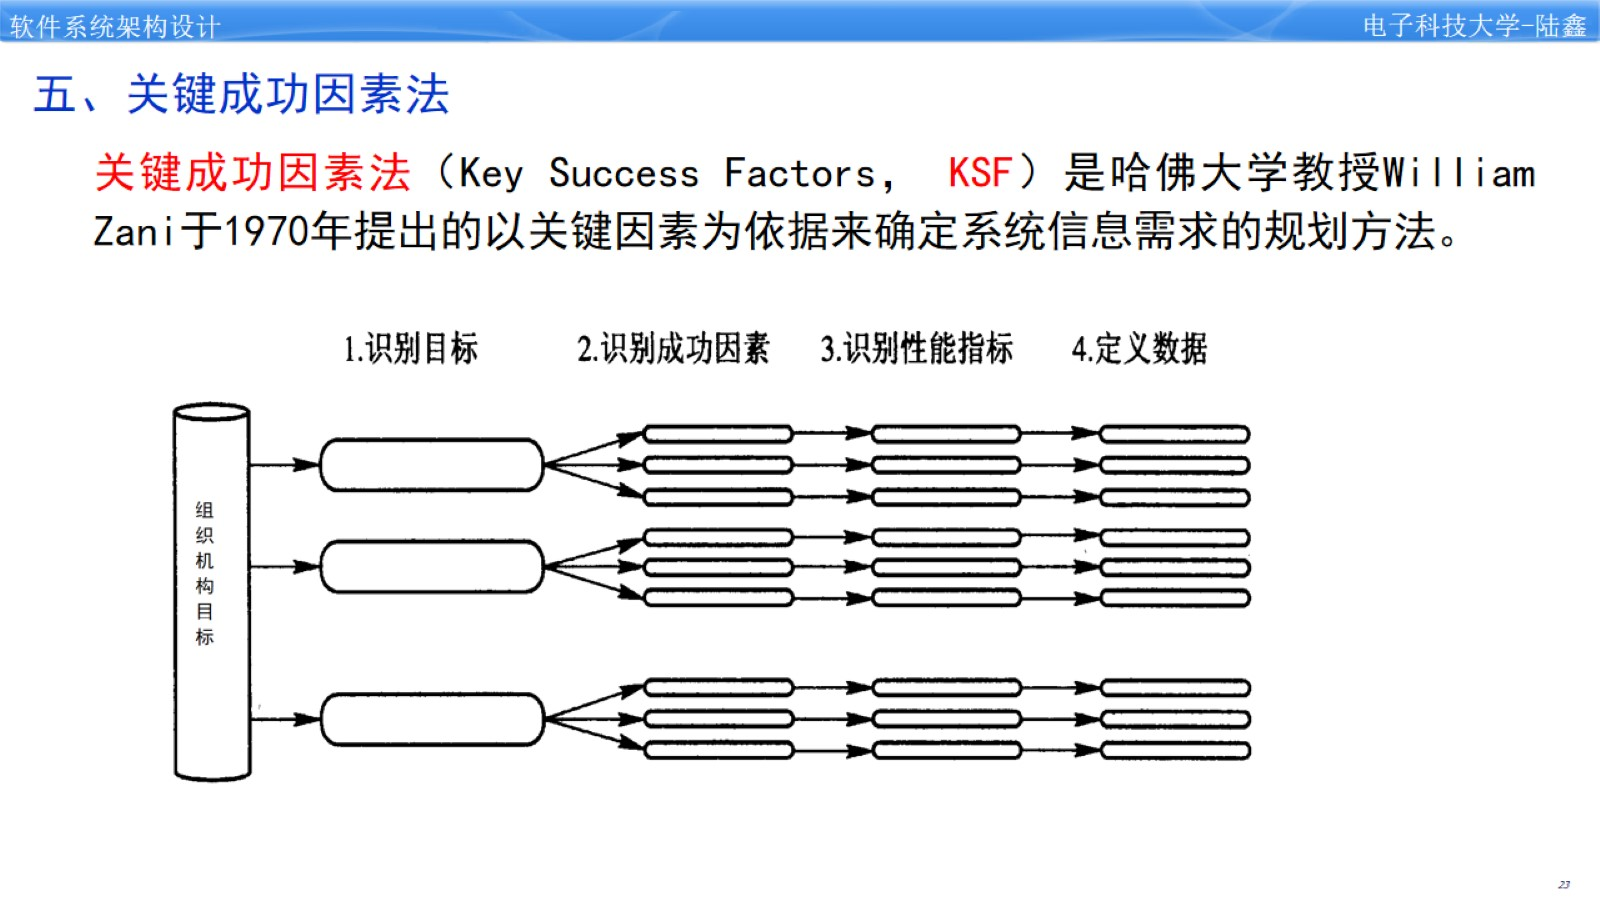 软件系统架构设计
电子科技大学-陆鑫
五、关键成功因素法
关键成功因素法（Key Success Factors， KSF）是哈佛大学教授William
Zani于1970年提出的以关键因素为依据来确定系统信息需求的规划方法。
1.识别目标
2.识别成功因素
3.识别性能指标
4.定义数据
组
织
机
构
目
标
23